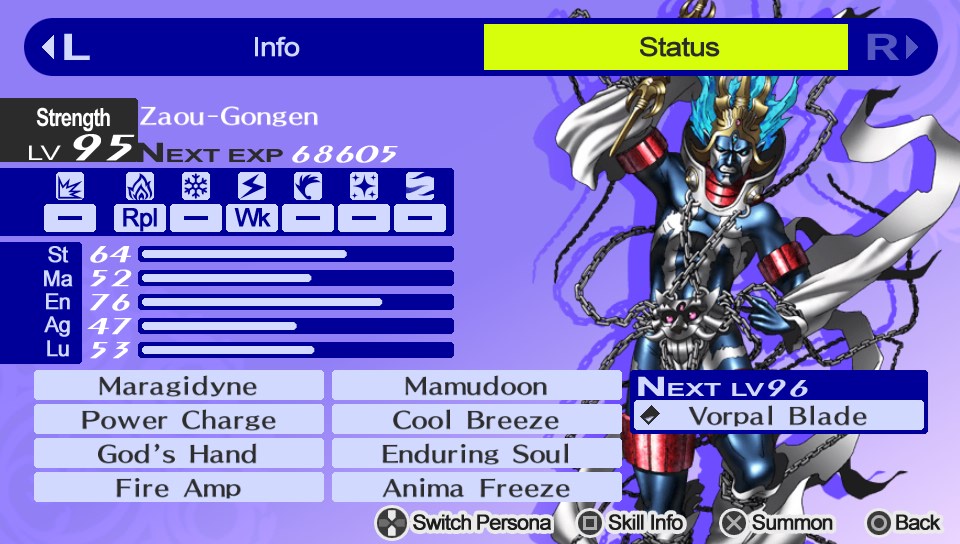 L Info Status R
Strength Zaou-Gongen
LV 95 NEXT EXP 68605
– Rpl – Wk – – –
St 64
Ma 52
En 76
Ag 47
Lu 53
Maragidyne Mamudoon
Power Charge Cool Breeze
God's Hand Enduring Soul
Fire Amp Anima Freeze
NEXT LV96
Vorpal Blade
Switch Persona Skill Info Summon Back